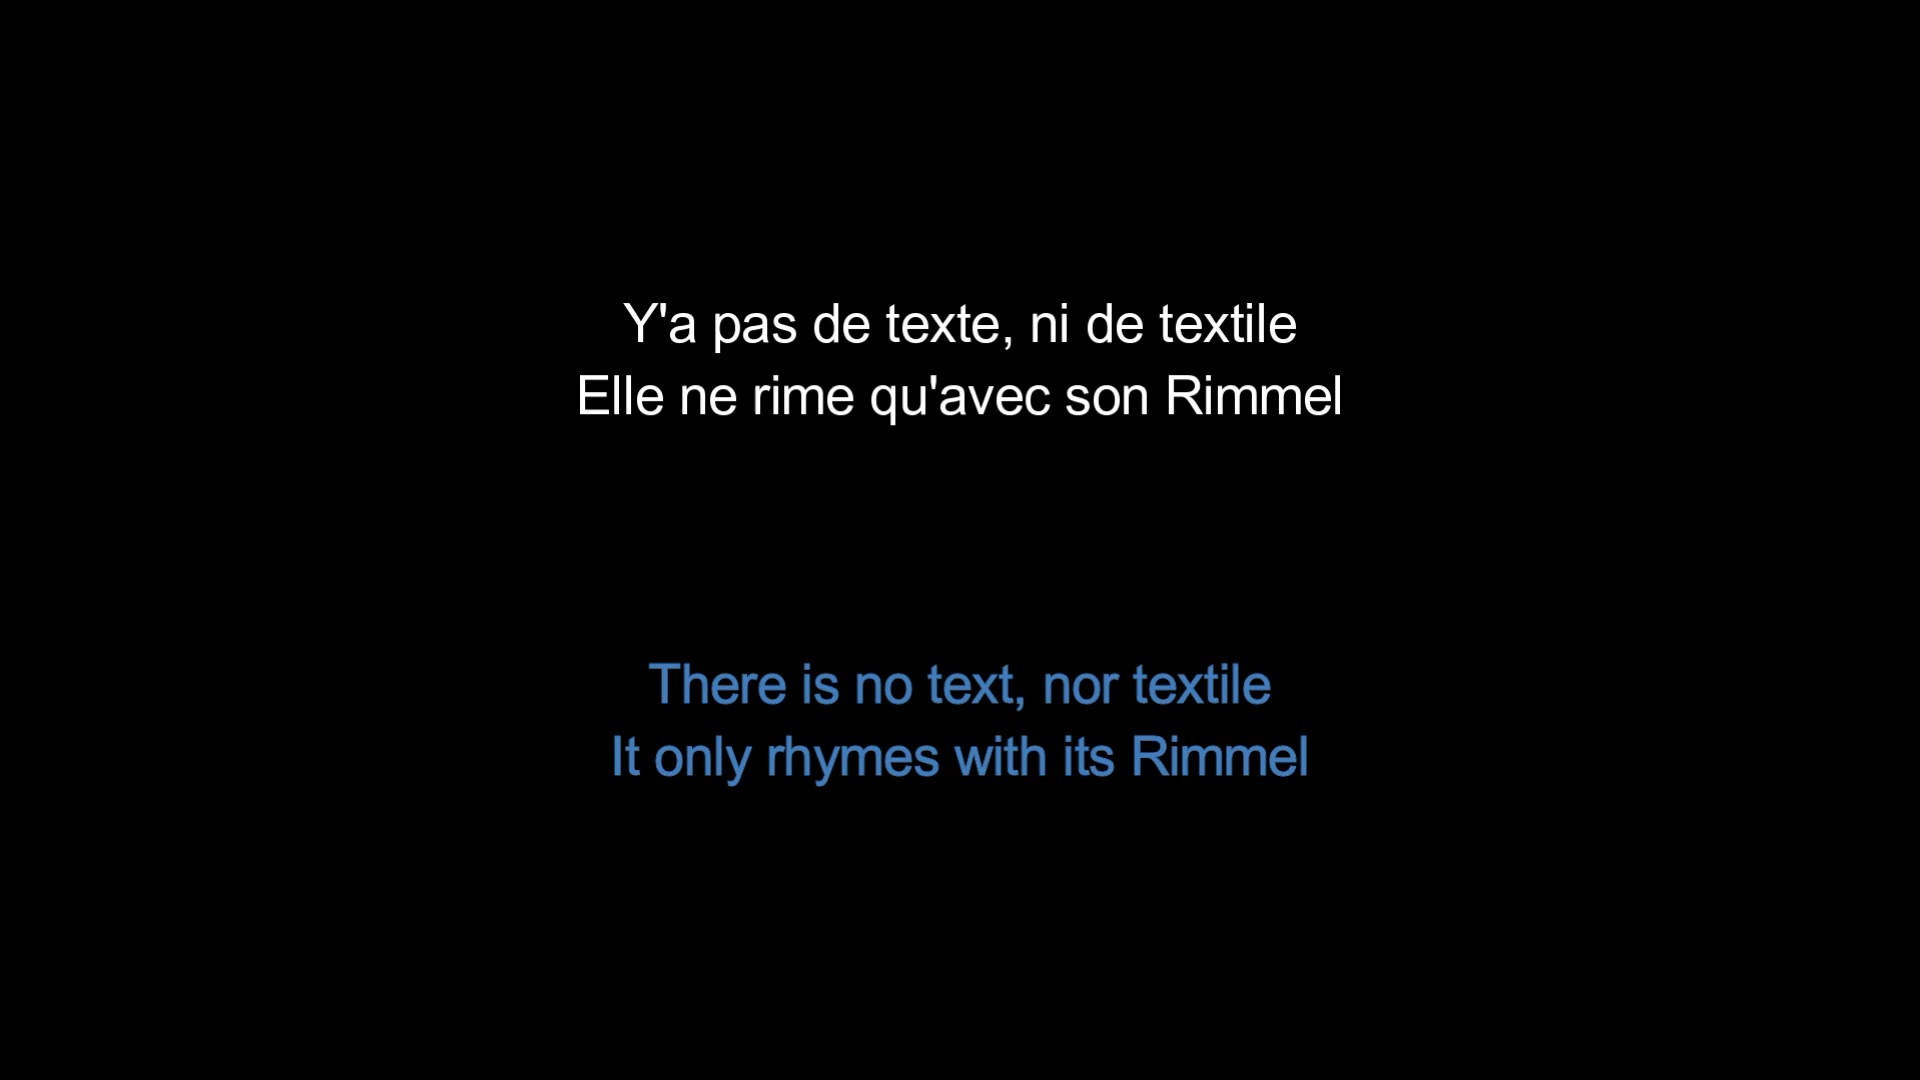 Y'a pas de texte, ni de textile
Elle ne rime qu'avec son Rimmel
There is no text, nor textile
It only rhymes with its Rimmel